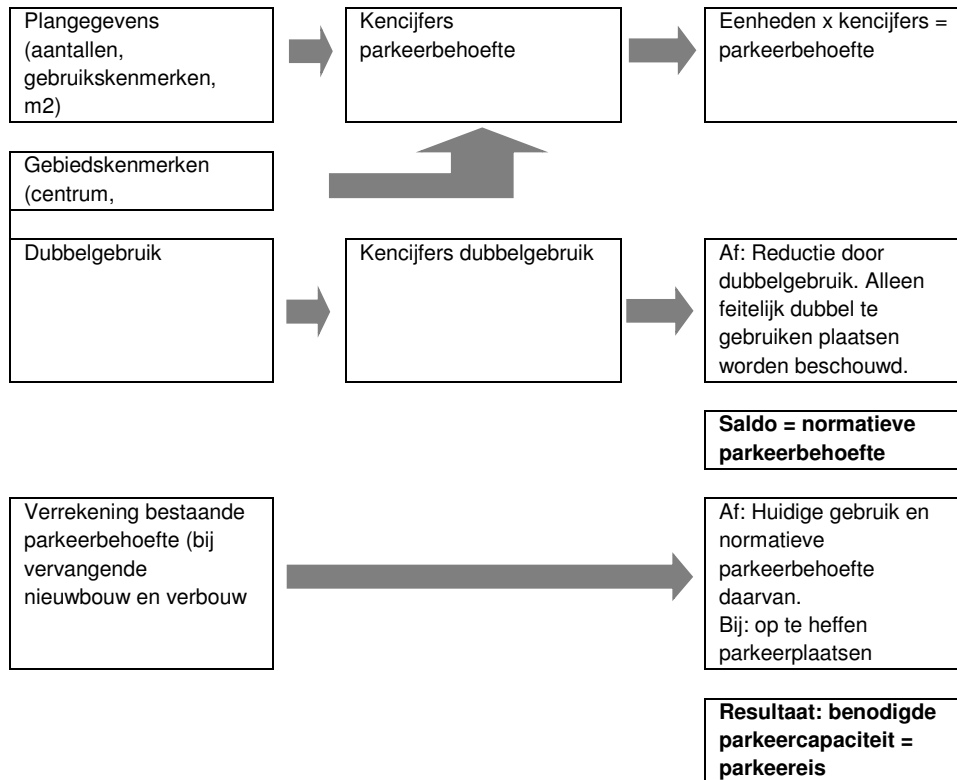 Plangegevens
(aantallen,
gebruikskenmerken,
m2)
Kencijfers
parkeerbehoefte
Eenheden x kencijfers =
parkeerbehoefte
Gebiedskenmerken
(centrum,
Dubbelgebruik
Kencijfers dubbelgebruik
Af: Reductie door
dubbelgebruik. Alleen
feitelijk dubbel te
gebruiken plaatsen
worden beschouwd.
Saldo = normatieve
parkeerbehoefte
Verrekening bestaande
parkeerbehoefte (bij
vervangende
nieuwbouw en verbouw
Af: Huidige gebruik en
normatieve
parkeerbehoefte
daarvan.
Bij: op te heffen
parkeerplaatsen
Resultaat: benodigde
parkeercapaciteit =
parkeereis